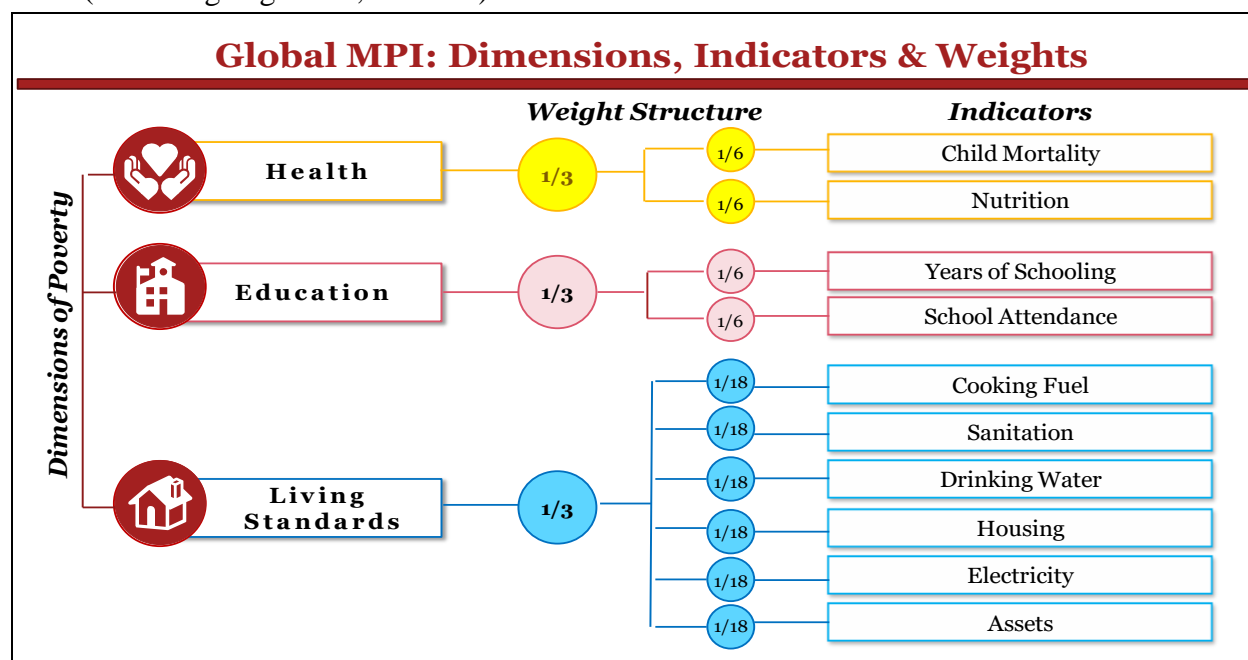 Global MPI: Dimensions, Indicators & Weights
Weight Structure
Indicators
Dimensions of Poverty
Health
1/3
1/6
Child Mortality
1/6
Nutrition
Education
1/3
1/6
Years of Schooling
1/6
School Attendance
Living
Standards
1/3
1/18
Cooking Fuel
1/18
Sanitation
1/18
Drinking Water
1/18
Housing
1/18
Electricity
1/18
Assets